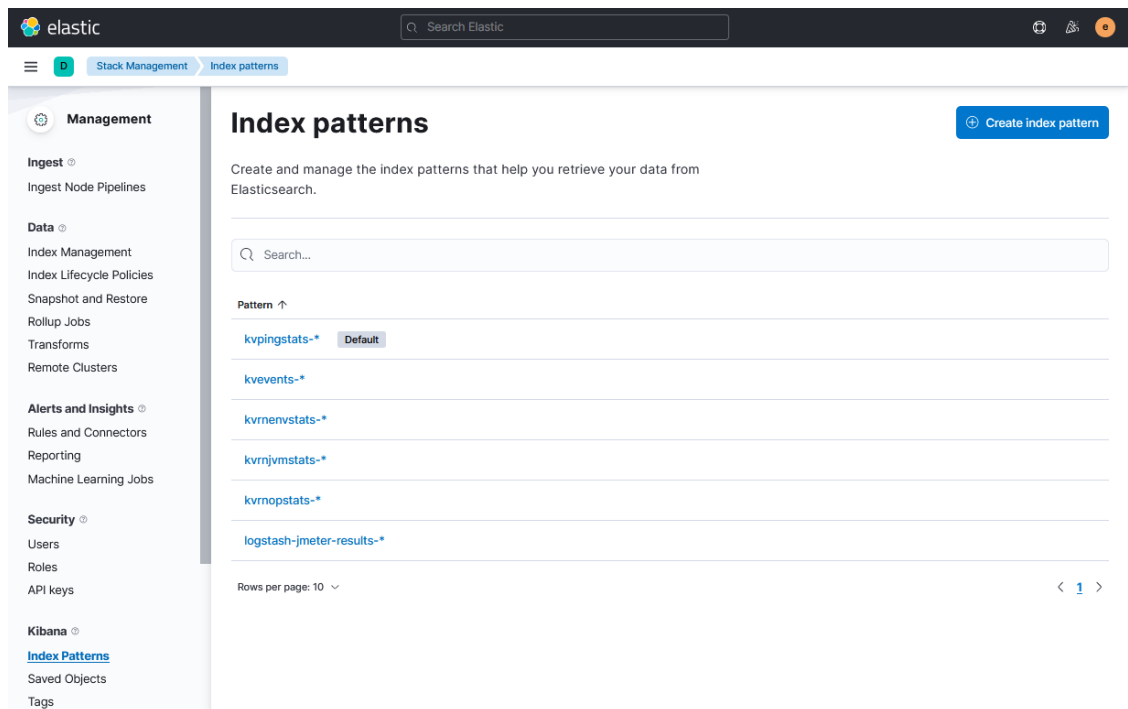 elastic
Search Elastic
e
D
Stack Management
Index patterns
Management
Ingest
Ingest Node Pipelines
Data
Index Management
Index Lifecycle Policies
Snapshot and Restore
Rollup Jobs
Transforms
Remote Clusters
Alerts and Insights
Rules and Connectors
Reporting
Machine Learning Jobs
Security
Users
Roles
API keys
Kibana
Index Patterns
Saved Objects
Tags
Index patterns
Create index pattern
Create and manage the index patterns that help you retrieve your data from
Elasticsearch.
Search...
Pattern
kvpingstats-* Default
kvevents-*
kvrnenvstats-*
kvrnjvmstats-*
kvrnopstats-*
logstash-jmeter-results-*
Rows per page: 10
1